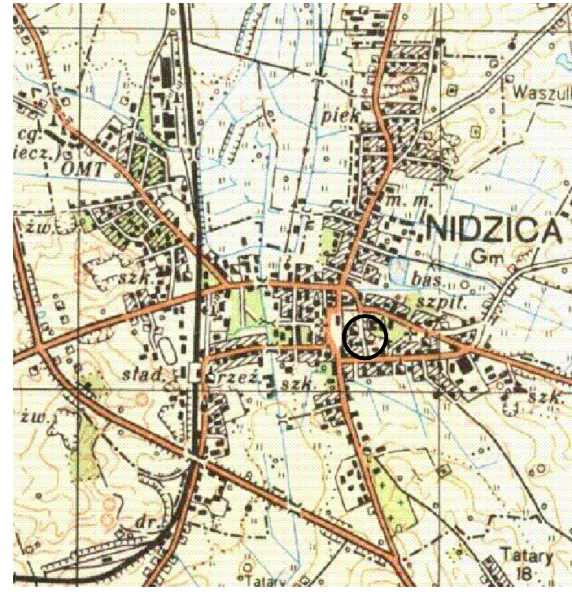 Waszul
piek.
cg.
iecz.)
OMT
m. m.
NIDZICA
Gm
żw.
szk.
bas.
szpit.
stad.
rzeź.
szk.
szk.
żw.
dr.
r
Tatary
18
Tatary